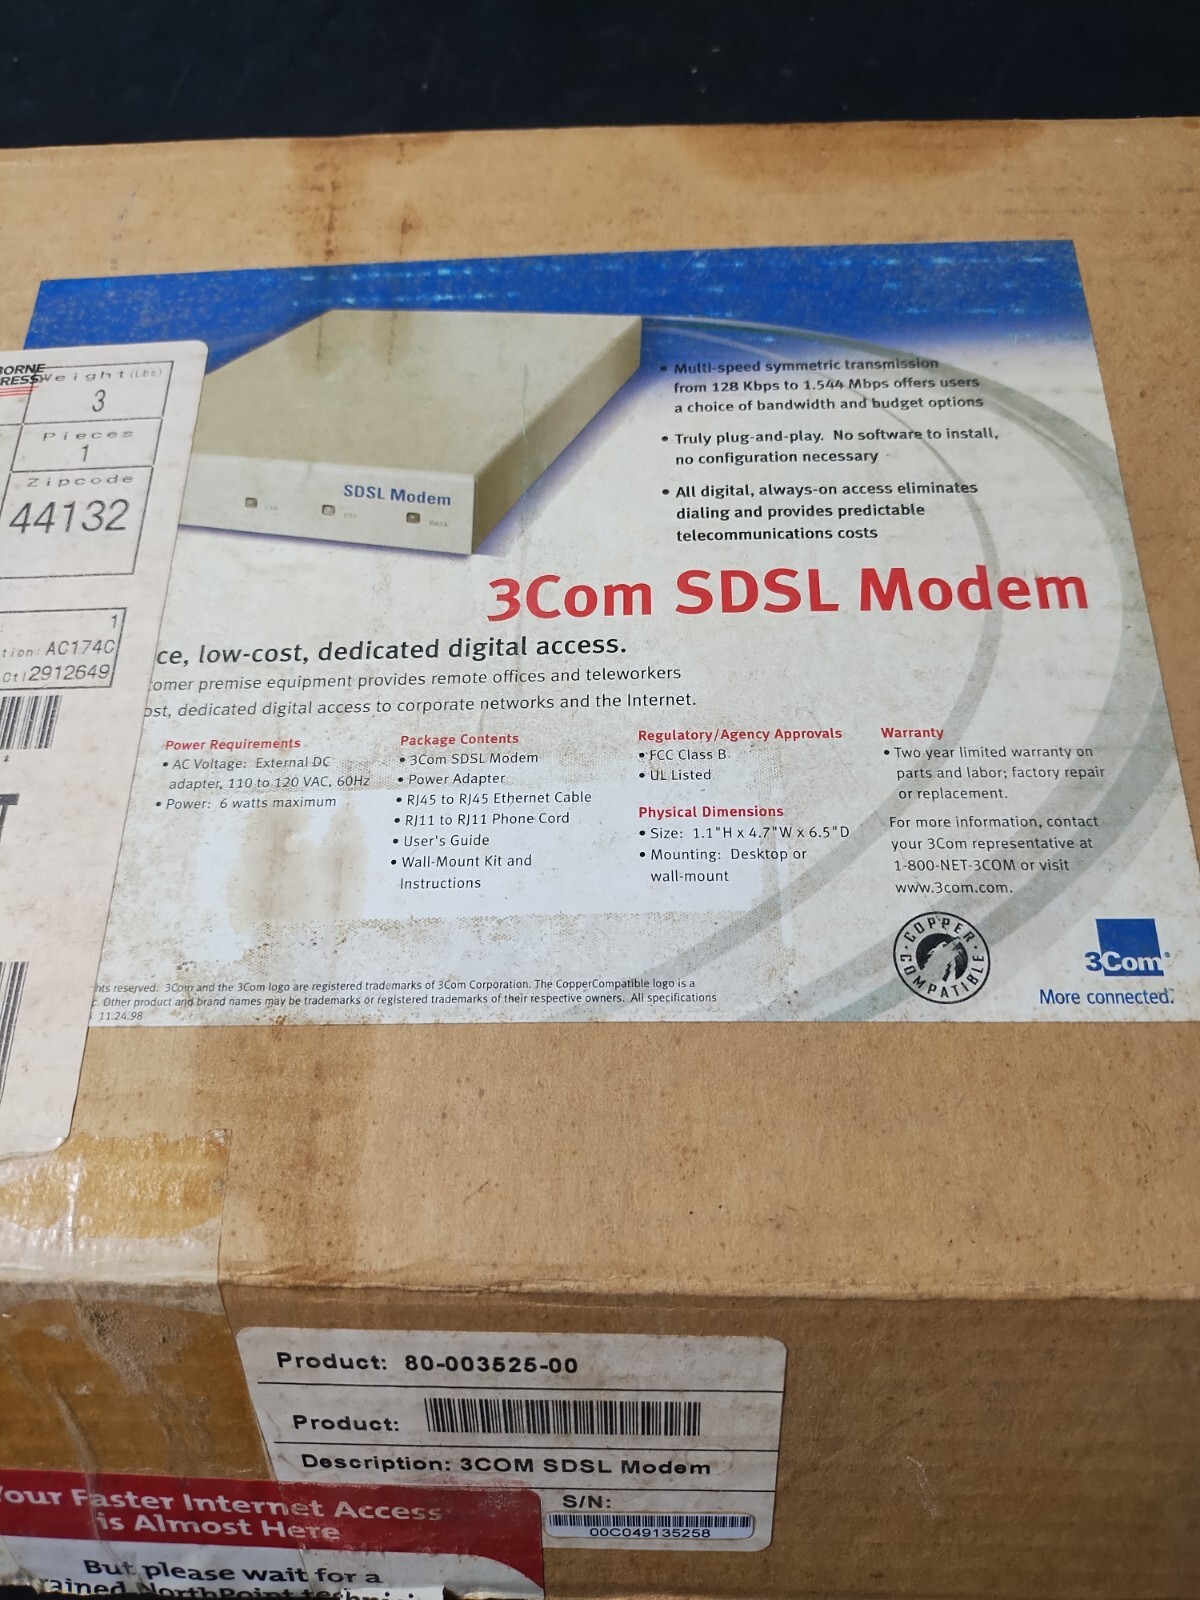 Weight (Lbs)
3
Pieces
1
Zipcode
44132
1
AC174C
2912649
SDSL Modem
LAN
DATA
• Multi-speed symmetric transmission
from 128 Kbps to 1.544 Mbps offers users
a choice of bandwidth and budget options
• Truly plug-and-play. No software to install,
no configuration necessary
• All digital, always-on access eliminates
dialing and provides predictable
telecommunications costs
3Com SDSL Modem
low-cost, dedicated digital access.
premise equipment provides remote offices and teleworkers
dedicated digital access to corporate networks and the Internet.
Power Requirements
• AC Voltage: External DC
adapter, 110 to 120 VAC, 60Hz
• Power: 6 watts maximum
Package Contents
• 3Com SDSL Modem
• Power Adapter
• RJ45 to RJ45 Ethernet Cable
• RJ11 to RJ11 Phone Cord
• User's Guide
• Wall-Mount Kit and
Instructions
Regulatory/Agency Approvals
• FCC Class B
• UL Listed
Physical Dimensions
• Size: 1.1"H x 4.7"W x 6.5"D
• Mounting: Desktop or
wall-mount
Warranty
• Two year limited warranty on
parts and labor; factory repair
or replacement.
For more information, contact
your 3Com representative at
1-800-NET-3COM or visit
www.3com.com.
COPPER COMPATIBLE
3Com
More connected.
reserved. 3Com and the 3Com logo are registered trademarks of 3Com Corporation. The CopperCompatible logo is a
Other product and brand names may be trademarks or registered trademarks of their respective owners. All specifications
11.24.98
Product: 80-003525-00
Product:
Description: 3COM SDSL Modem
S/N:
00C049135258
Your Faster Internet Access
is Almost Here
But please wait for a
NorthPoint